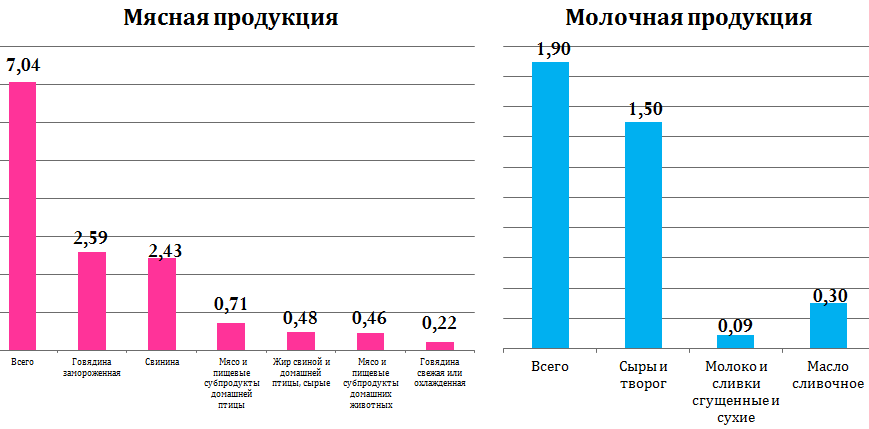 Мясная продукция
7,04
2,59
2,43
0,71
0,48
0,46
0,22
Всего
Говядина
замороженная
Свинина
Мясо и
пищевые
субпродукты
домашней
птицы
Жир свиной и
домашней
птицы, сырые
Мясо и
пищевые
субпродукты
домашних
животных
Говядина
свежая или
охлажденная
Молочная продукция
1,90
1,50
0,09
0,30
Всего
Сыры и
творог
Молоко и
сливки
сгущенные и
сухие
Масло
сливочное